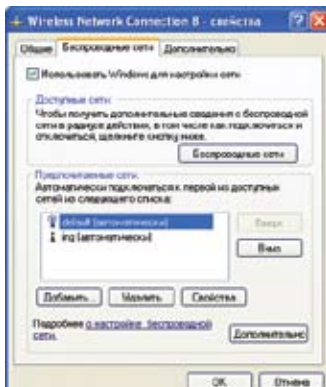 Wireless Network Connection 8 - свойства
Общие Беспроводные сети Дополнительно
Использовать Windows для настройки сети
Доступные сети:
Чтобы получить дополнительные сведения о беспроводной
сети в радиусе действия, в том числе как подключиться и
отключиться, щелкните кнопку ниже.
Беспроводные сети
Предпочитаемые сети:
Автоматически подключаться к первой из доступных
сетей из следующего списка:
default (автоматически)
irq (автоматически)
Вверх
Вниз
Добавить... Удалить Свойства
Подробнее о настройке беспроводной
сети.
Дополнительно
OK Отмена